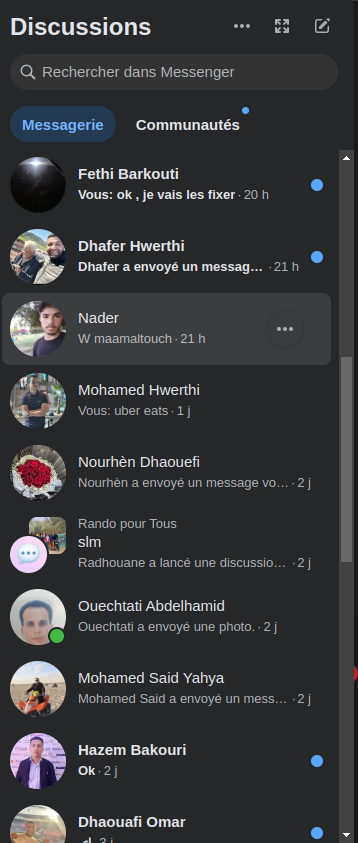 Discussions
Rechercher dans Messenger
Messagerie Communautés
Fethi Barkouti
Vous: ok , je vais les fixer · 20 h
Dhafer Hwerthi
Dhafer a envoyé un messag… · 21 h
Nader
W maamaltouch · 21 h
Mohamed Hwerthi
Vous: uber eats · 1 j
Nourhèn Dhaouefi
Nourhèn a envoyé un message vo… · 2 j
Rando pour Tous
slm
Radhouane a lancé une discussio… · 2 j
Ouechtati Abdelhamid
Ouechtati a envoyé une photo. · 2 j
Mohamed Said Yahya
Mohamed Said a envoyé un mess… · 2 j
Hazem Bakouri
Ok · 2 j
Dhaouafi Omar